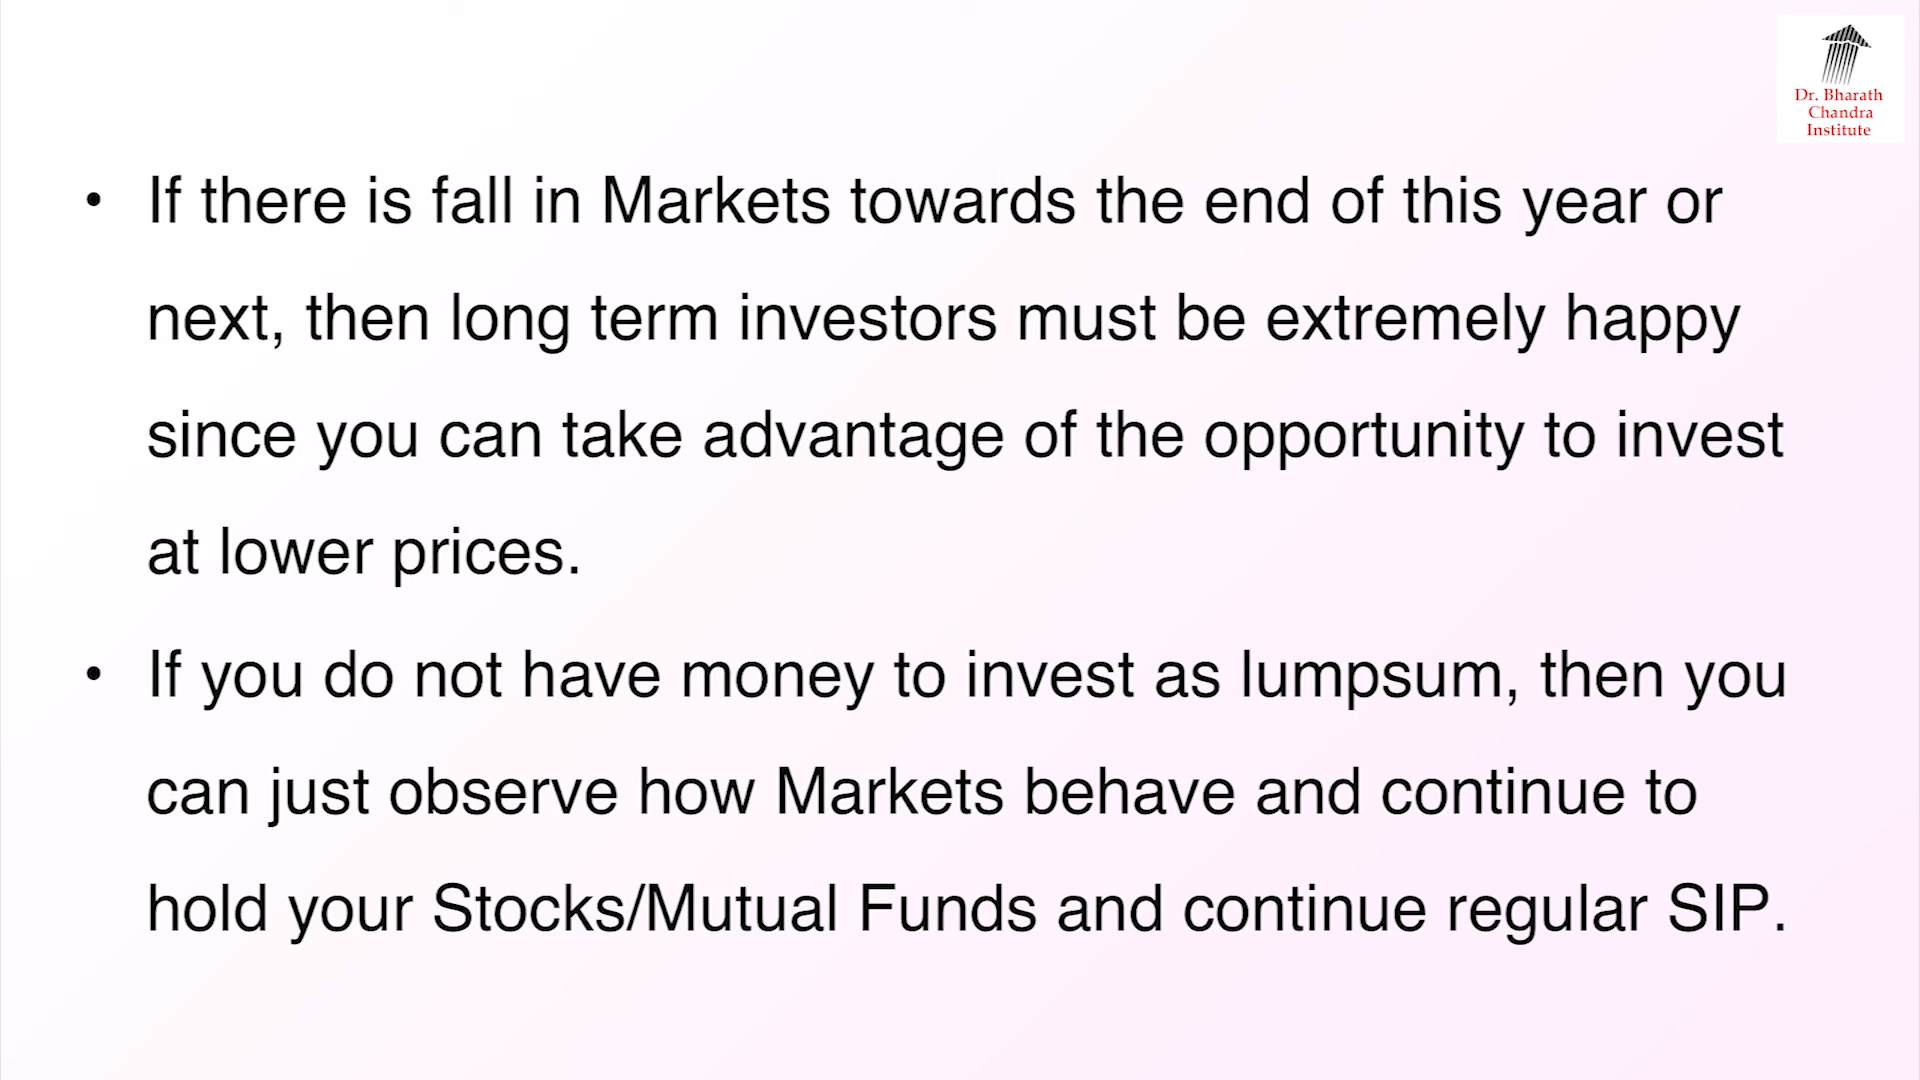 Dr. Bharath
Chandra
Institute
• If there is fall in Markets towards the end of this year or
next, then long term investors must be extremely happy
since you can take advantage of the opportunity to invest
at lower prices.
• If you do not have money to invest as lumpsum, then you
can just observe how Markets behave and continue to
hold your Stocks/Mutual Funds and continue regular SIP.